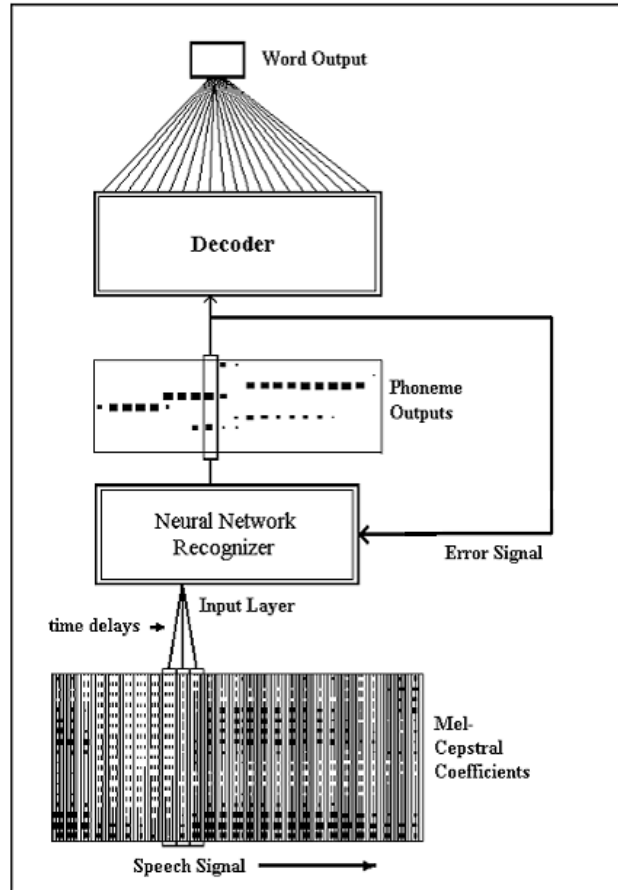 Word Output
Decoder
Phoneme
Outputs
Neural Network
Recognizer
Error Signal
Input Layer
time delays
Mel-
Cepstral
Coefficients
Speech Signal